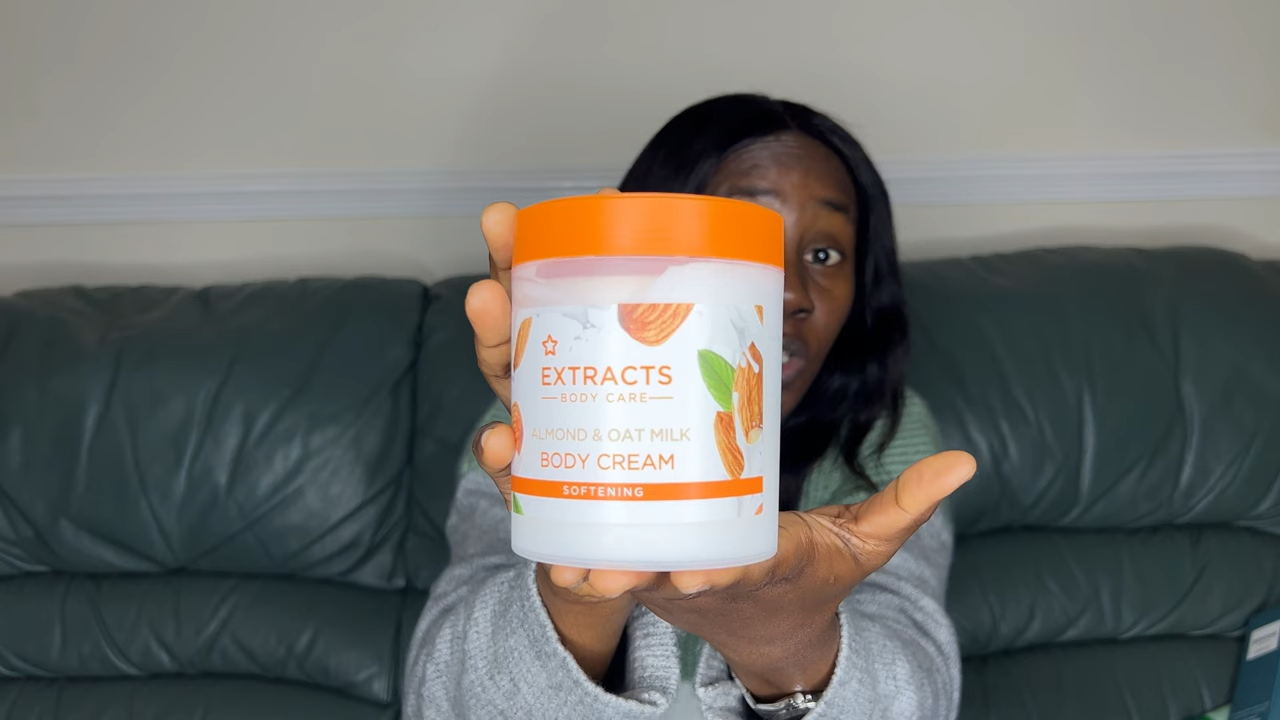 EXTRACTS
BODY CARE
ALMOND & OAT MILK
BODY CREAM
SOFTENING